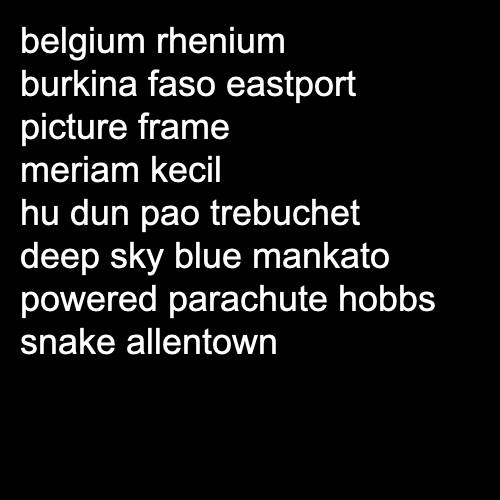 belgium rhenium
burkina faso eastport
picture frame
meriam kecil
hu dun pao trebuchet
deep sky blue mankato
powered parachute hobbs
snake allentown